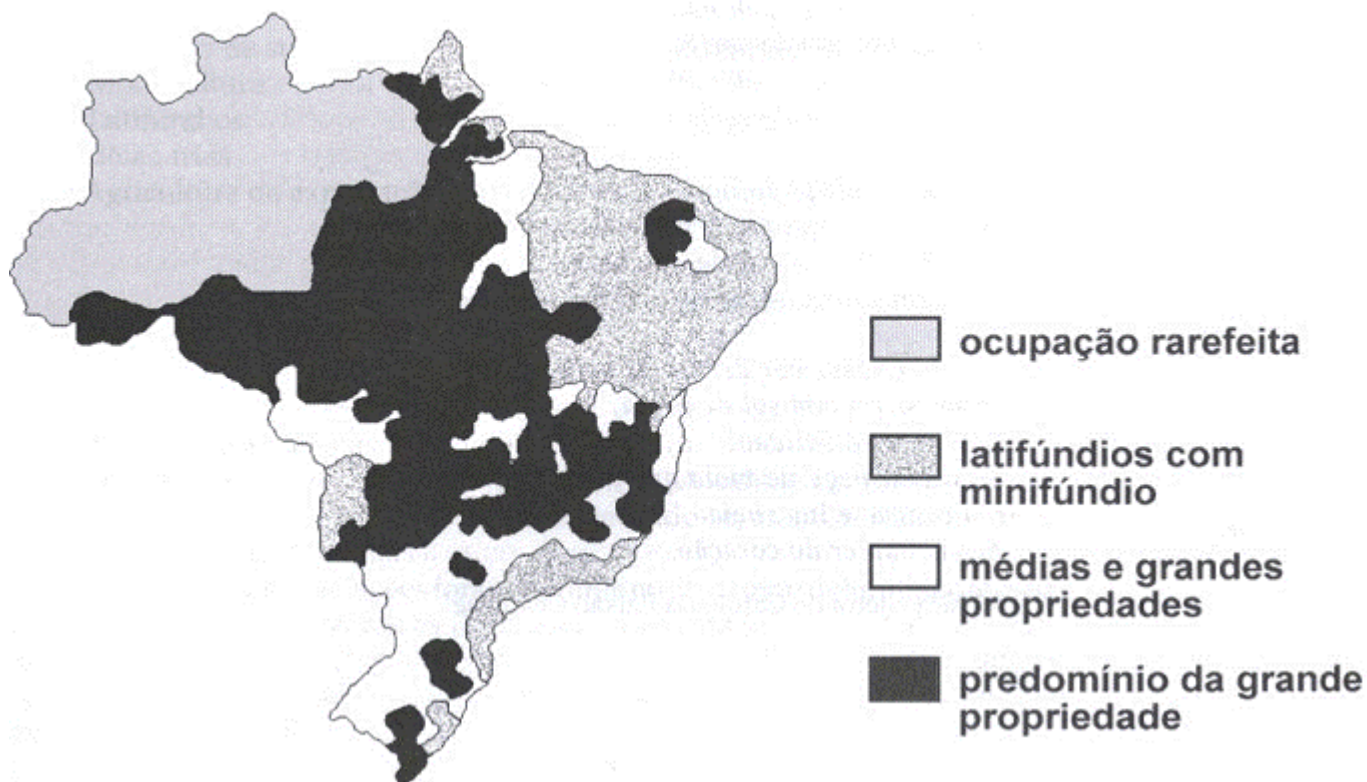 ocupação rarefeita
latifúndios com
minifúndio
médias e grandes
propriedades
predomínio da grande
propriedade